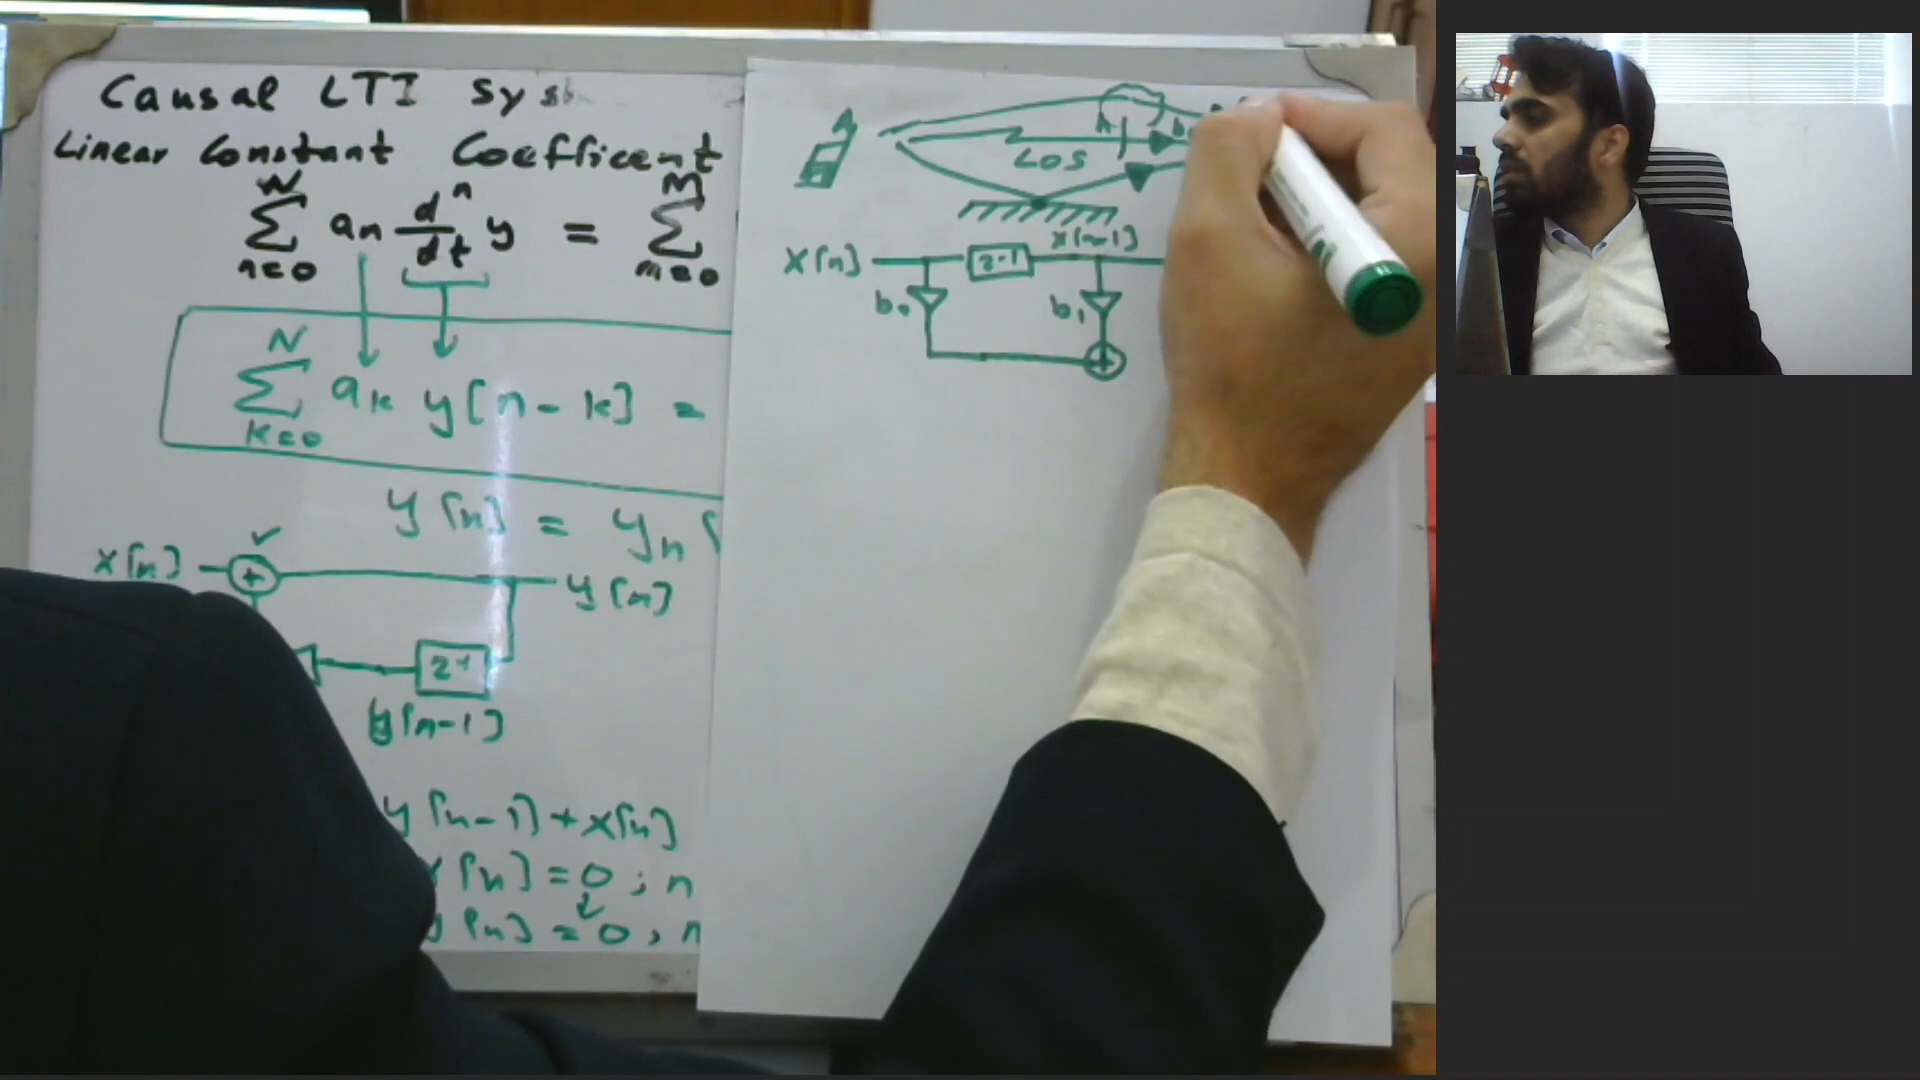 Causal LTI Sys
Linear Constant Coefficent
N
∑ an dⁿ/dt y = ∑
n=0
M
m=0
N
∑ ak y[n-k] =
k=0
y[n] = yn[
x[n] + y[n]
z-1
y[n-1]
y[n-1]+x[n]
x[n] = 0 ; n
y[n] = 0 , n
LOS
x[n] z-1 x[n-1]
b0 b1
+